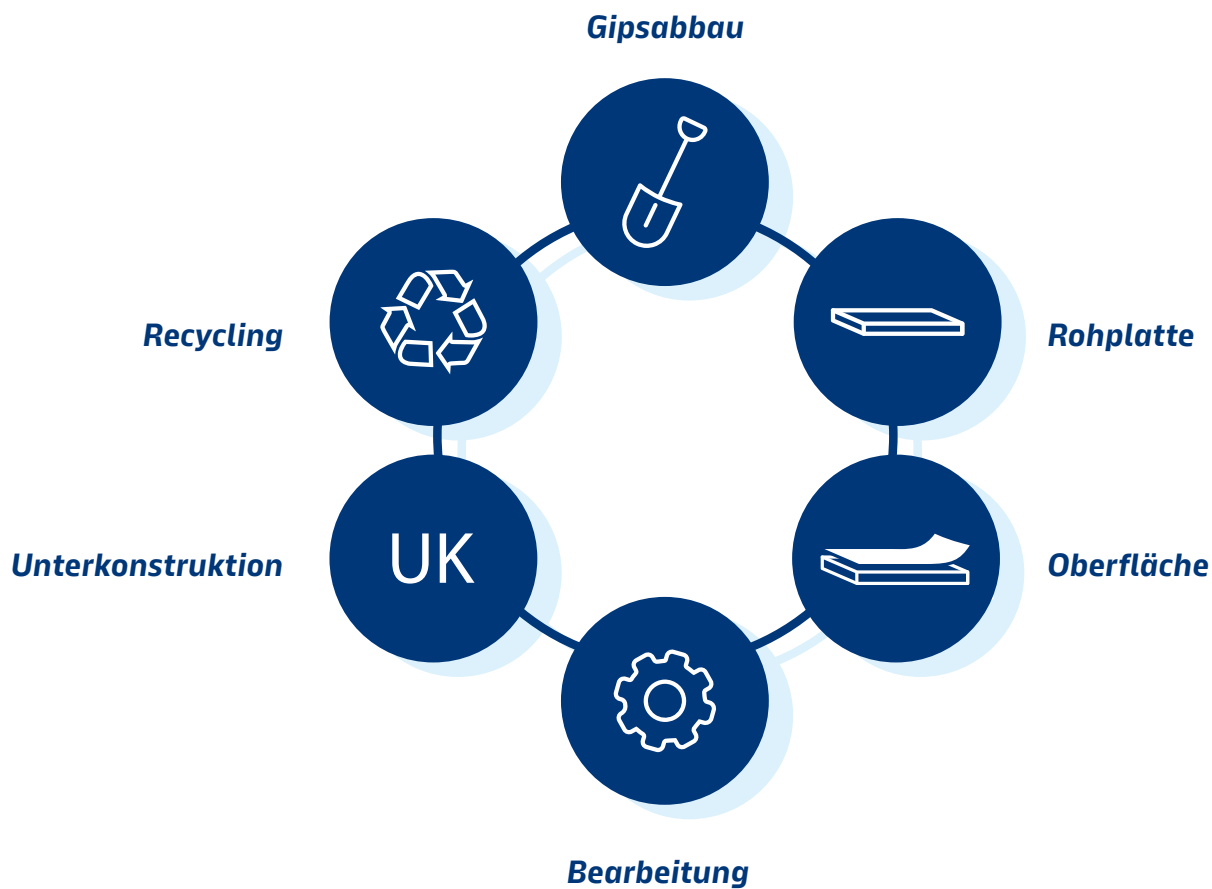 Gipsabbau
Recycling
Rohplatte
UK
Unterkonstruktion
Oberfläche
Bearbeitung